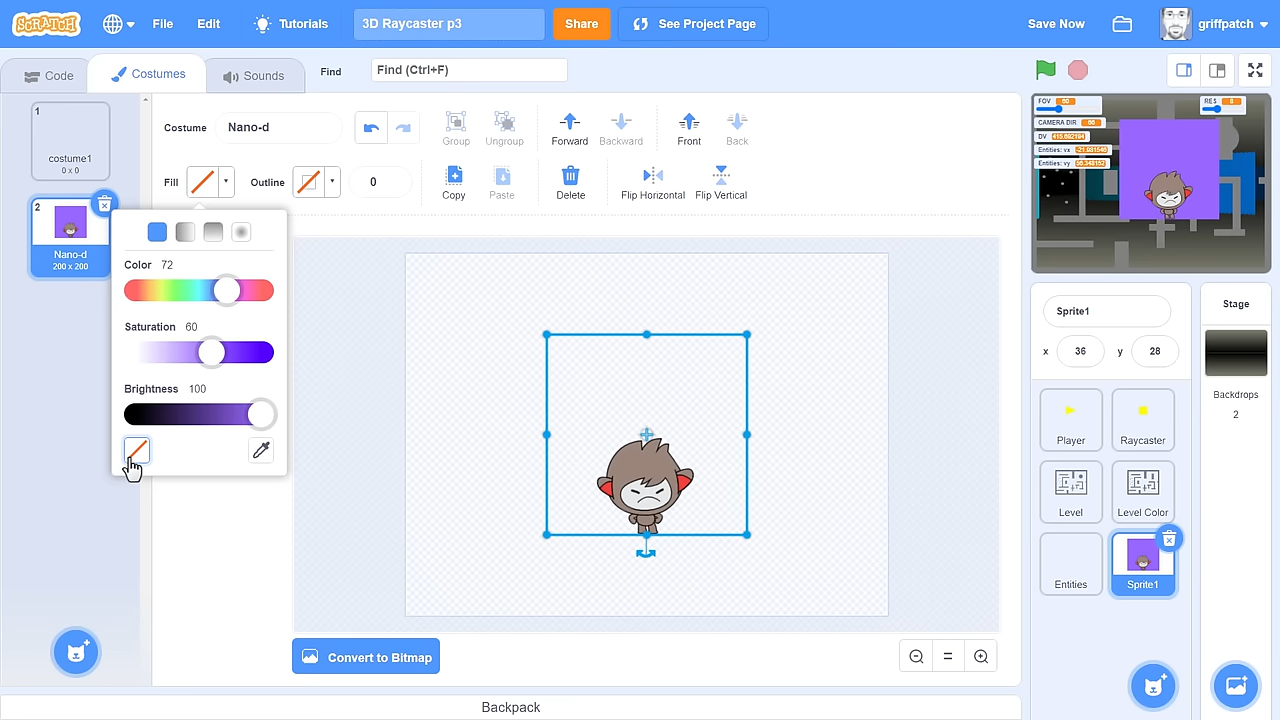 SCRATCH
File
Edit
Tutorials
3D Raycaster p3
Share
See Project Page
Save Now
griffpatch
Code
Costumes
Sounds
Find
Find (Ctrl+F)
1
costume1
0 x 0
2
Nano-d
200 x 200
Costume
Nano-d
Group
Ungroup
Forward
Backward
Front
Back
Fill
Outline
0
Copy
Paste
Delete
Flip Horizontal
Flip Vertical
Color 72
Saturation 60
Brightness 100
Convert to Bitmap
Backpack
FOV
RES
CAMERA DIR
DV
Entities: vx
Entities: vy
Sprite1
x 36 y 28
Player
Raycaster
Level
Level Color
Entities
Sprite1
Stage
Backdrops
2